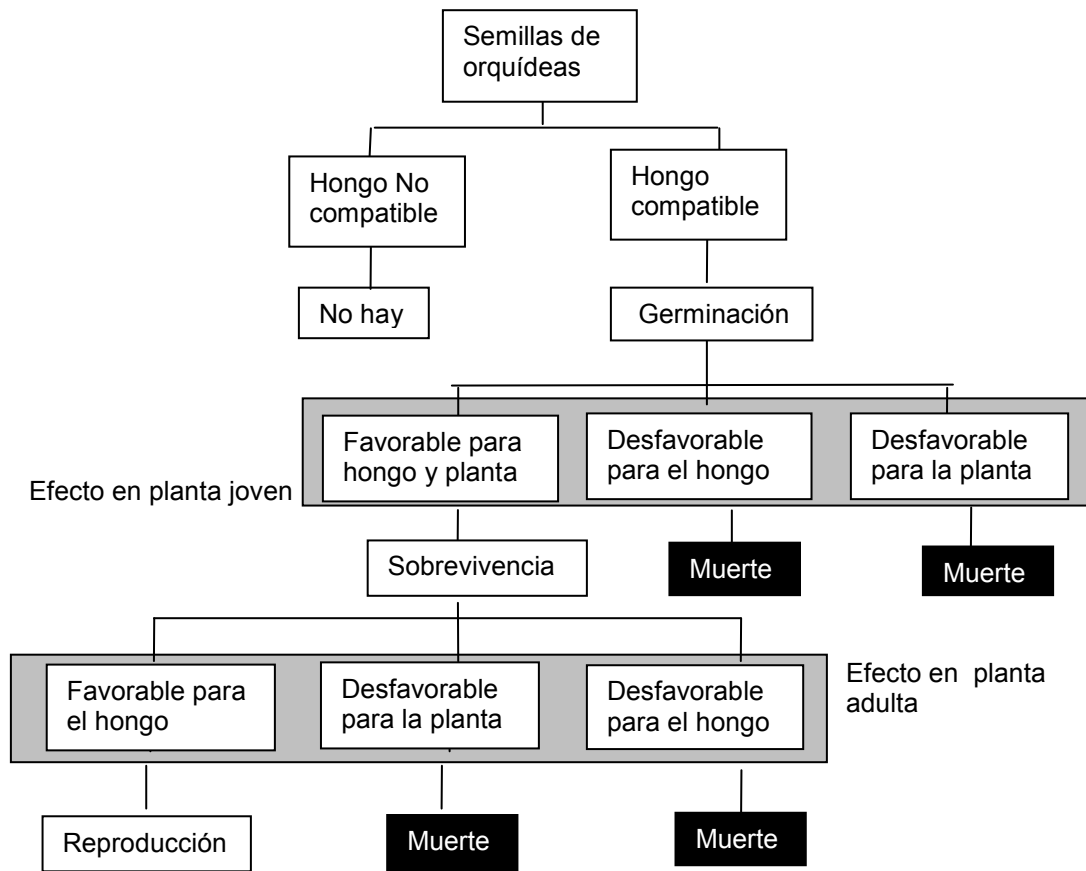 Semillas de
orquídeas
Hongo No
compatible
Hongo
compatible
No hay
Germinación
Favorable para
hongo y planta
Desfavorable
para el hongo
Desfavorable
para la planta
Efecto en planta joven
Sobrevivencia
Muerte
Muerte
Favorable para
el hongo
Desfavorable
para la planta
Desfavorable
para el hongo
Efecto en planta
adulta
Reproducción
Muerte
Muerte